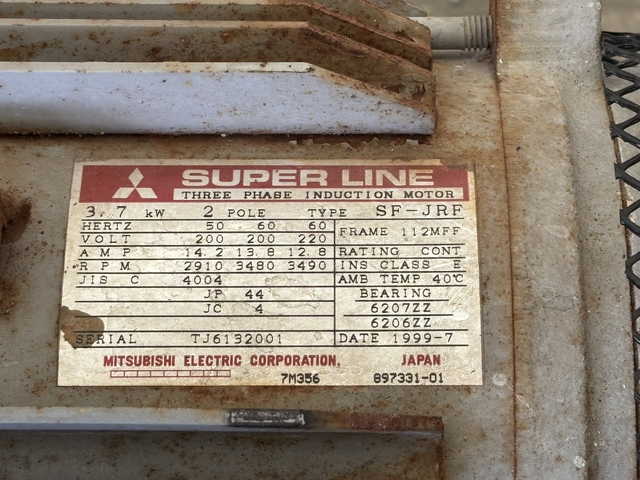 SUPER LINE
THREE PHASE INDUCTION MOTOR
3.7 kW 2 POLE TYPE SF-JRF
HERTZ 50 60 60 FRAME 112MFF
VOLT 200 200 220
AMP 14.2 13.8 12.8 RATING CONT
RPM 2910 3480 3490 INS CLASS E
JIS C 4004 AMB TEMP 40℃
JP 44 BEARING
JC 4 6207ZZ
6206ZZ
SERIAL TJ6132001 DATE 1999-7
MITSUBISHI ELECTRIC CORPORATION, JAPAN
7M356 897331-01